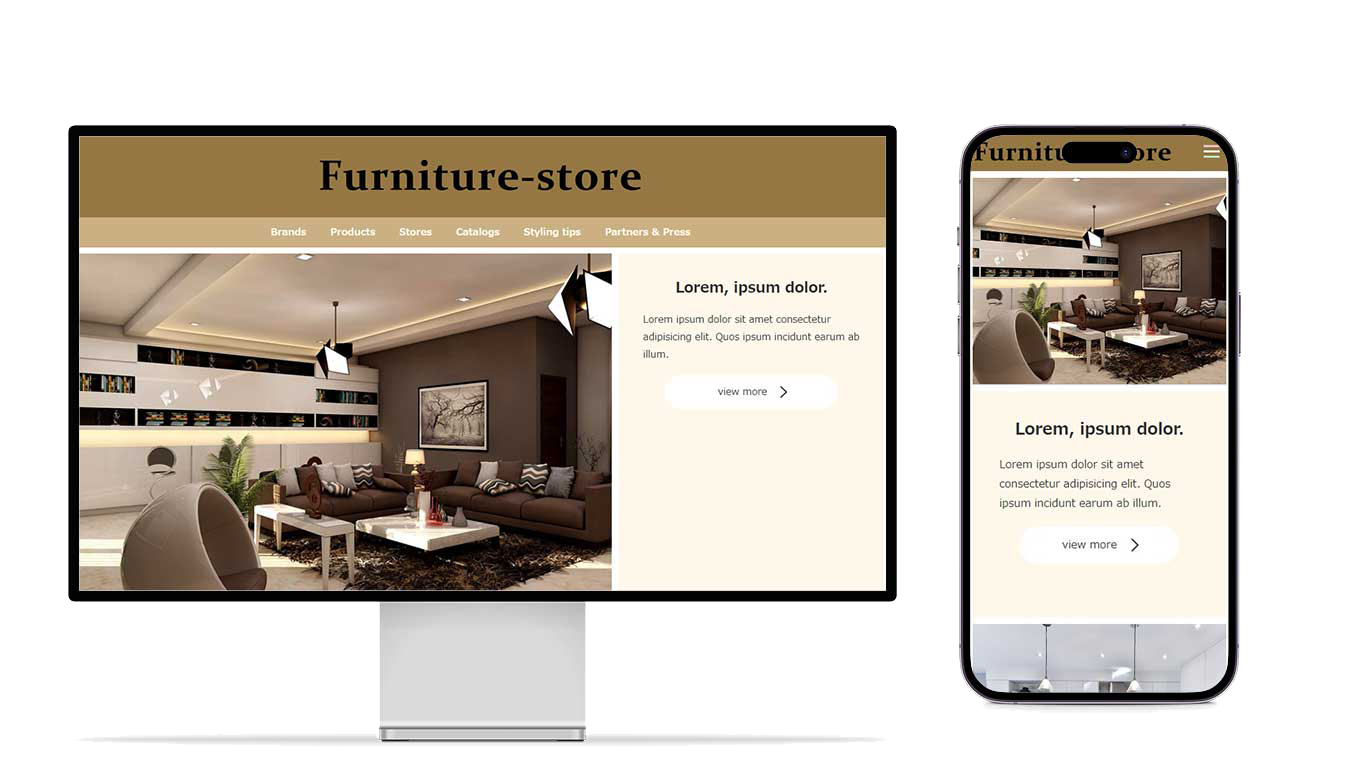 Furniture-store
Brands Products Stores Catalogs Styling tips Partners & Press
Lorem, ipsum dolor.
Lorem ipsum dolor sit amet consectetur
adipisicing elit. Quos ipsum incidunt earum ab
illum.
view more
Furnitu ore
Lorem, ipsum dolor.
Lorem ipsum dolor sit amet
consectetur adipisicing elit. Quos
ipsum incidunt earum ab illum.
view more